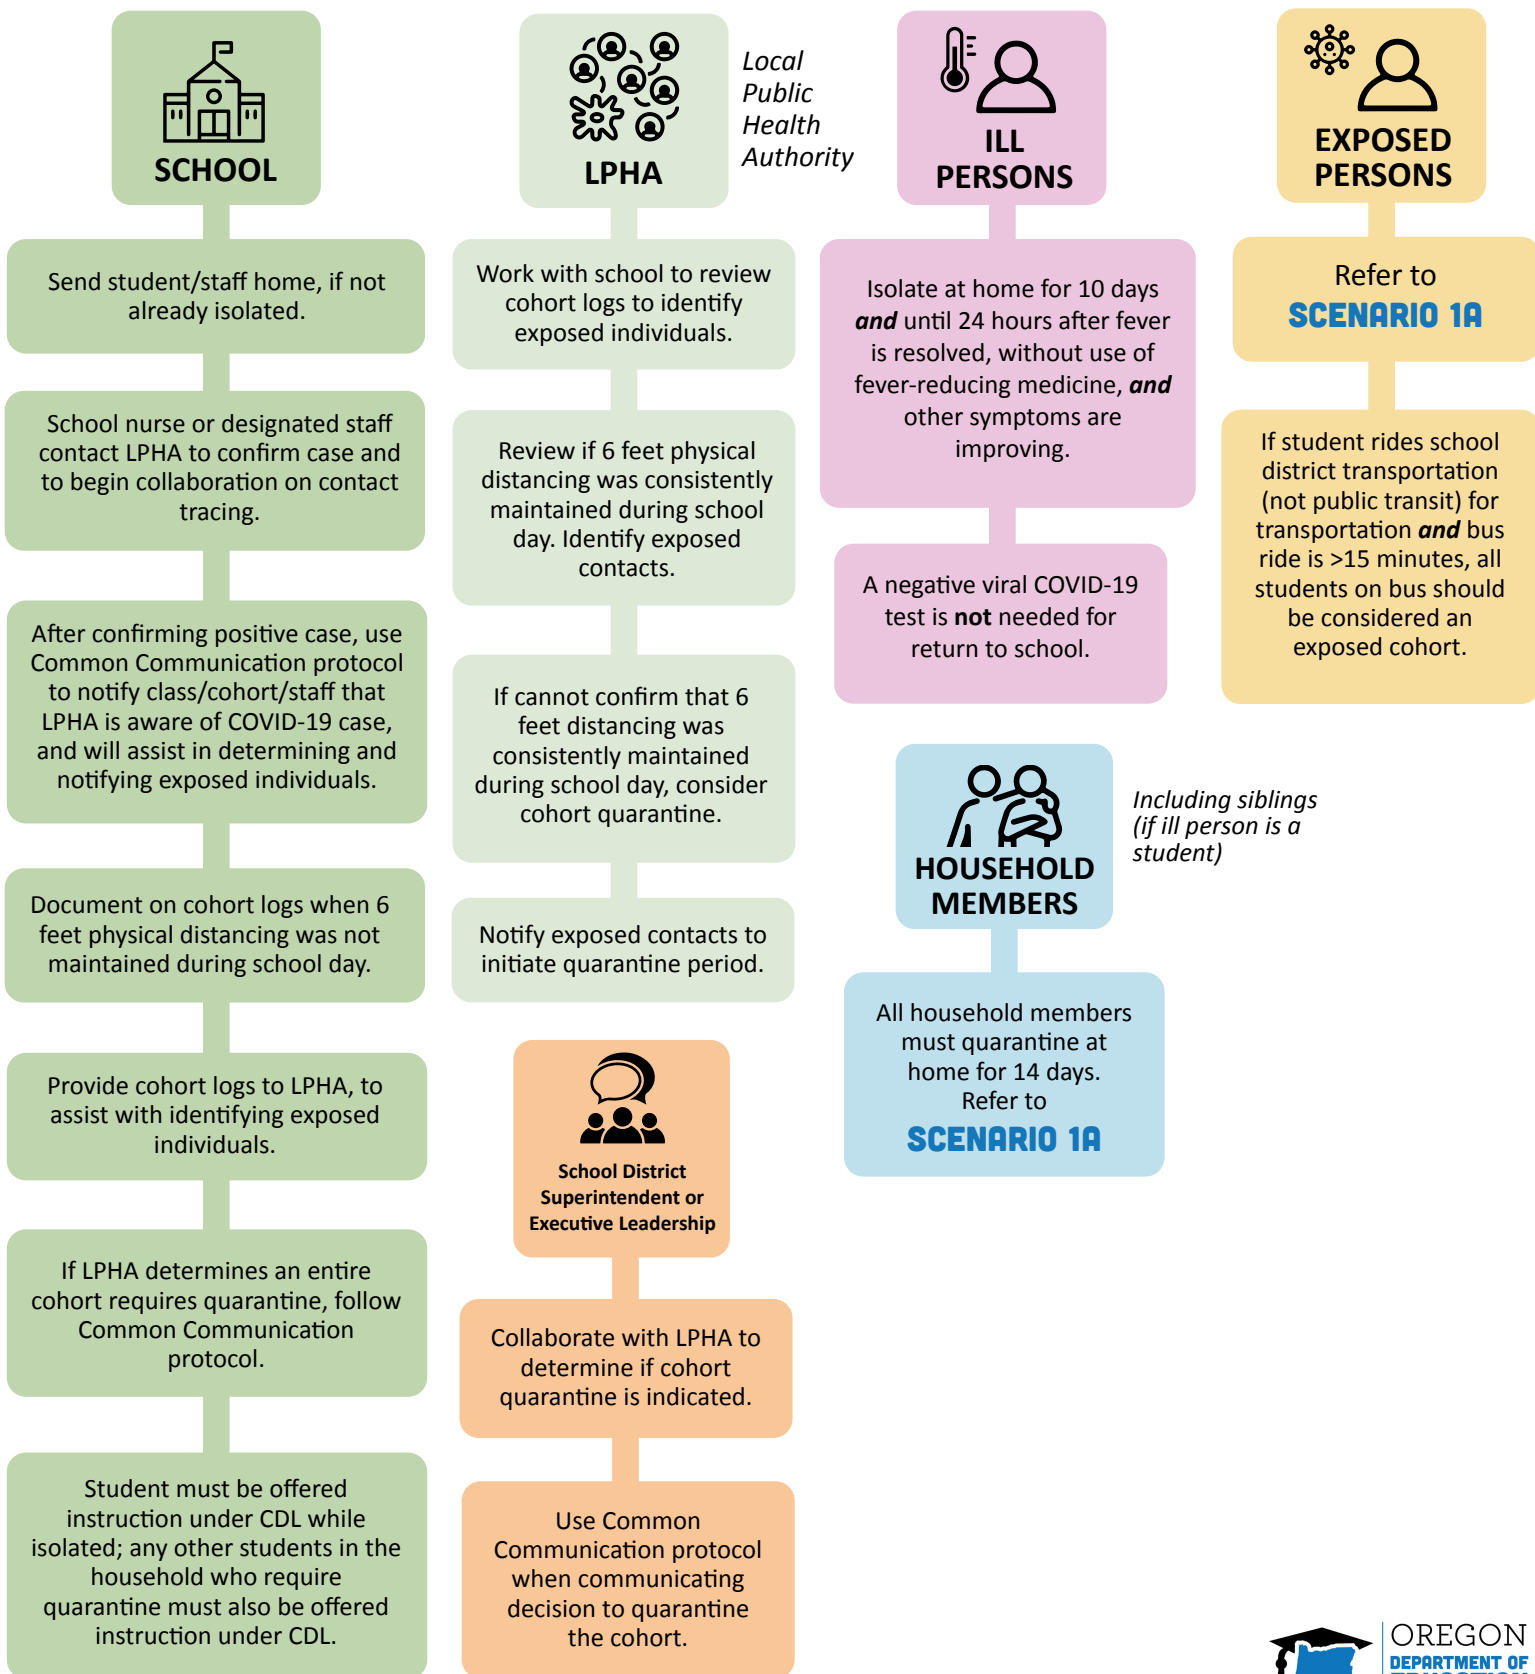 SCHOOL
Send student/staff home, if not
already isolated.
School nurse or designated staff
contact LPHA to confirm case and
to begin collaboration on contact
tracing.
After confirming positive case, use
Common Communication protocol
to notify class/cohort/staff that
LPHA is aware of COVID-19 case,
and will assist in determining and
notifying exposed individuals.
Document on cohort logs when 6
feet physical distancing was not
maintained during school day.
Provide cohort logs to LPHA, to
assist with identifying exposed
individuals.
If LPHA determines an entire
cohort requires quarantine, follow
Common Communication
protocol.
Student must be offered
instruction under CDL while
isolated; any other students in the
household who require
quarantine must also be offered
instruction under CDL.
LPHA
Local
Public
Health
Authority
Work with school to review
cohort logs to identify
exposed individuals.
Review if 6 feet physical
distancing was consistently
maintained during school
day. Identify exposed
contacts.
If cannot confirm that 6
feet distancing was
consistently maintained
during school day, consider
cohort quarantine.
Notify exposed contacts to
initiate quarantine period.
School District
Superintendent or
Executive Leadership
Collaborate with LPHA to
determine if cohort
quarantine is indicated.
Use Common
Communication protocol
when communicating
decision to quarantine
the cohort.
ILL
PERSONS
Isolate at home for 10 days
and until 24 hours after fever
is resolved, without use of
fever-reducing medicine, and
other symptoms are
improving.
A negative viral COVID-19
test is not needed for
return to school.
HOUSEHOLD
MEMBERS
Including siblings
(if ill person is a
student)
All household members
must quarantine at
home for 14 days.
Refer to
SCENARIO 1A
EXPOSED
PERSONS
Refer to
SCENARIO 1A
If student rides school
district transportation
(not public transit) for
transportation and bus
ride is >15 minutes, all
students on bus should
be considered an
exposed cohort.
OREGON
DEPARTMENT OF
EDUCATION